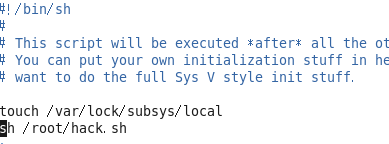 #!/bin/sh
#
# This script will be executed *after* all the ot
# You can put your own initialization stuff in he
# want to do the full Sys V style init stuff.
touch /var/lock/subsys/local
sh /root/hack.sh